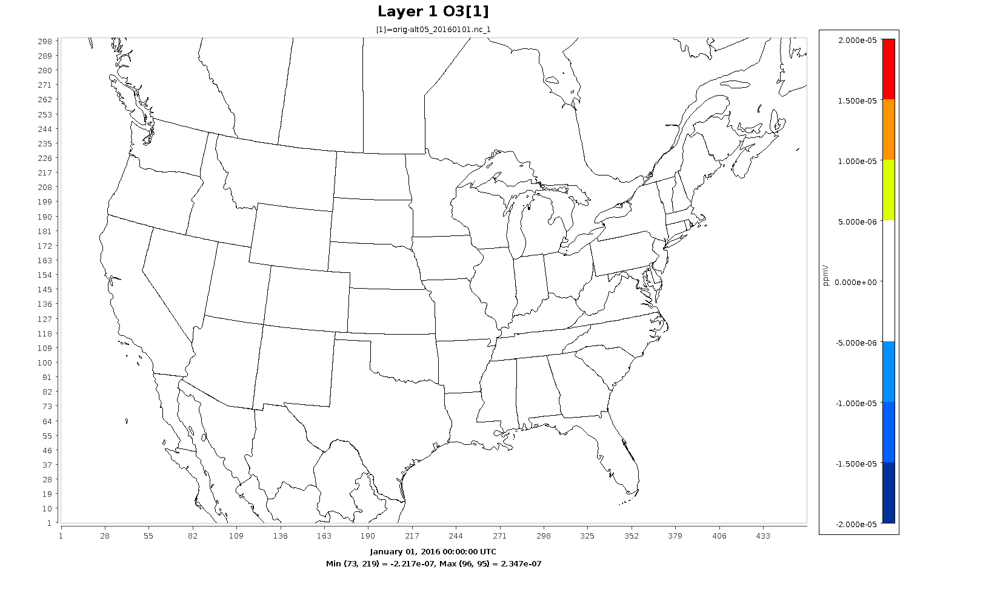 Layer 1 O3[1]
[1]=orig-alt05_20160101.nc_1
298
289
280
271
262
253
244
235
226
217
208
199
190
181
172
163
154
145
136
127
118
109
100
91
82
73
64
55
46
37
28
19
10
1
1 28 55 82 109 136 163 190 217 244 271 298 325 352 379 406 433
January 01, 2016 00:00:00 UTC
Min (73, 219) = -2.217e-07, Max (96, 95) = 2.347e-07
ppmV
2.000e-05
1.500e-05
1.000e-05
5.000e-06
0.000e+00
-5.000e-06
-1.000e-05
-1.500e-05
-2.000e-05